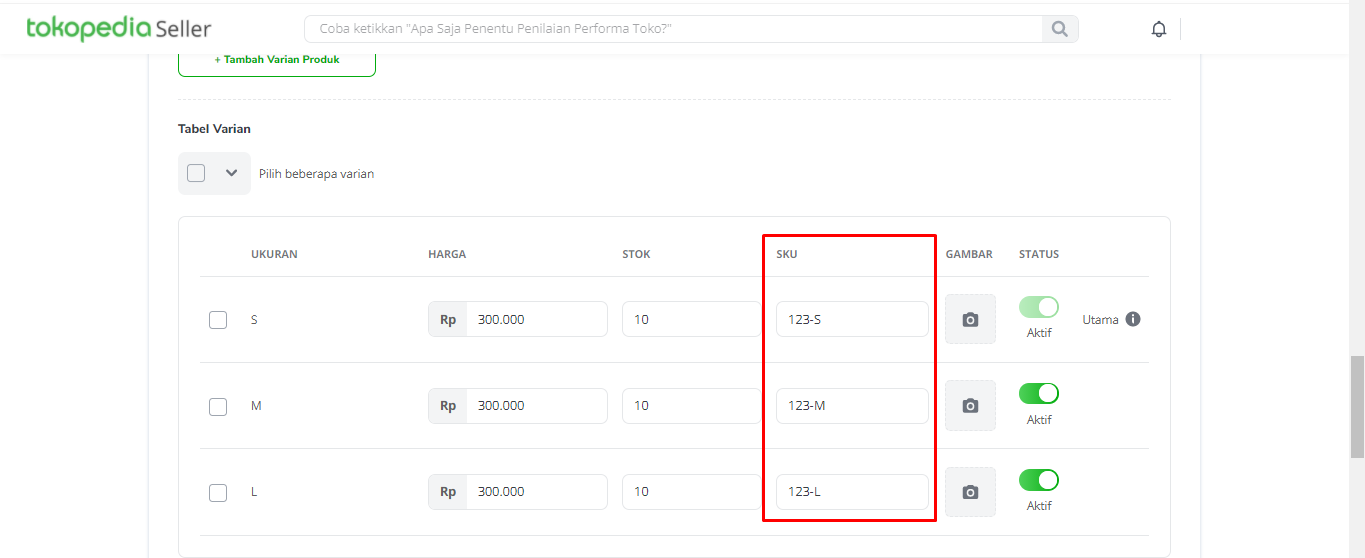 tokopedia Seller
Coba ketikkan "Apa Saja Penentu Penilaian Performa Toko?"
+ Tambah Varian Produk
Tabel Varian
Pilih beberapa varian
UKURAN HARGA STOK SKU GAMBAR STATUS
S Rp 300.000 10 123-S Aktif Utama
M Rp 300.000 10 123-M Aktif
L Rp 300.000 10 123-L Aktif